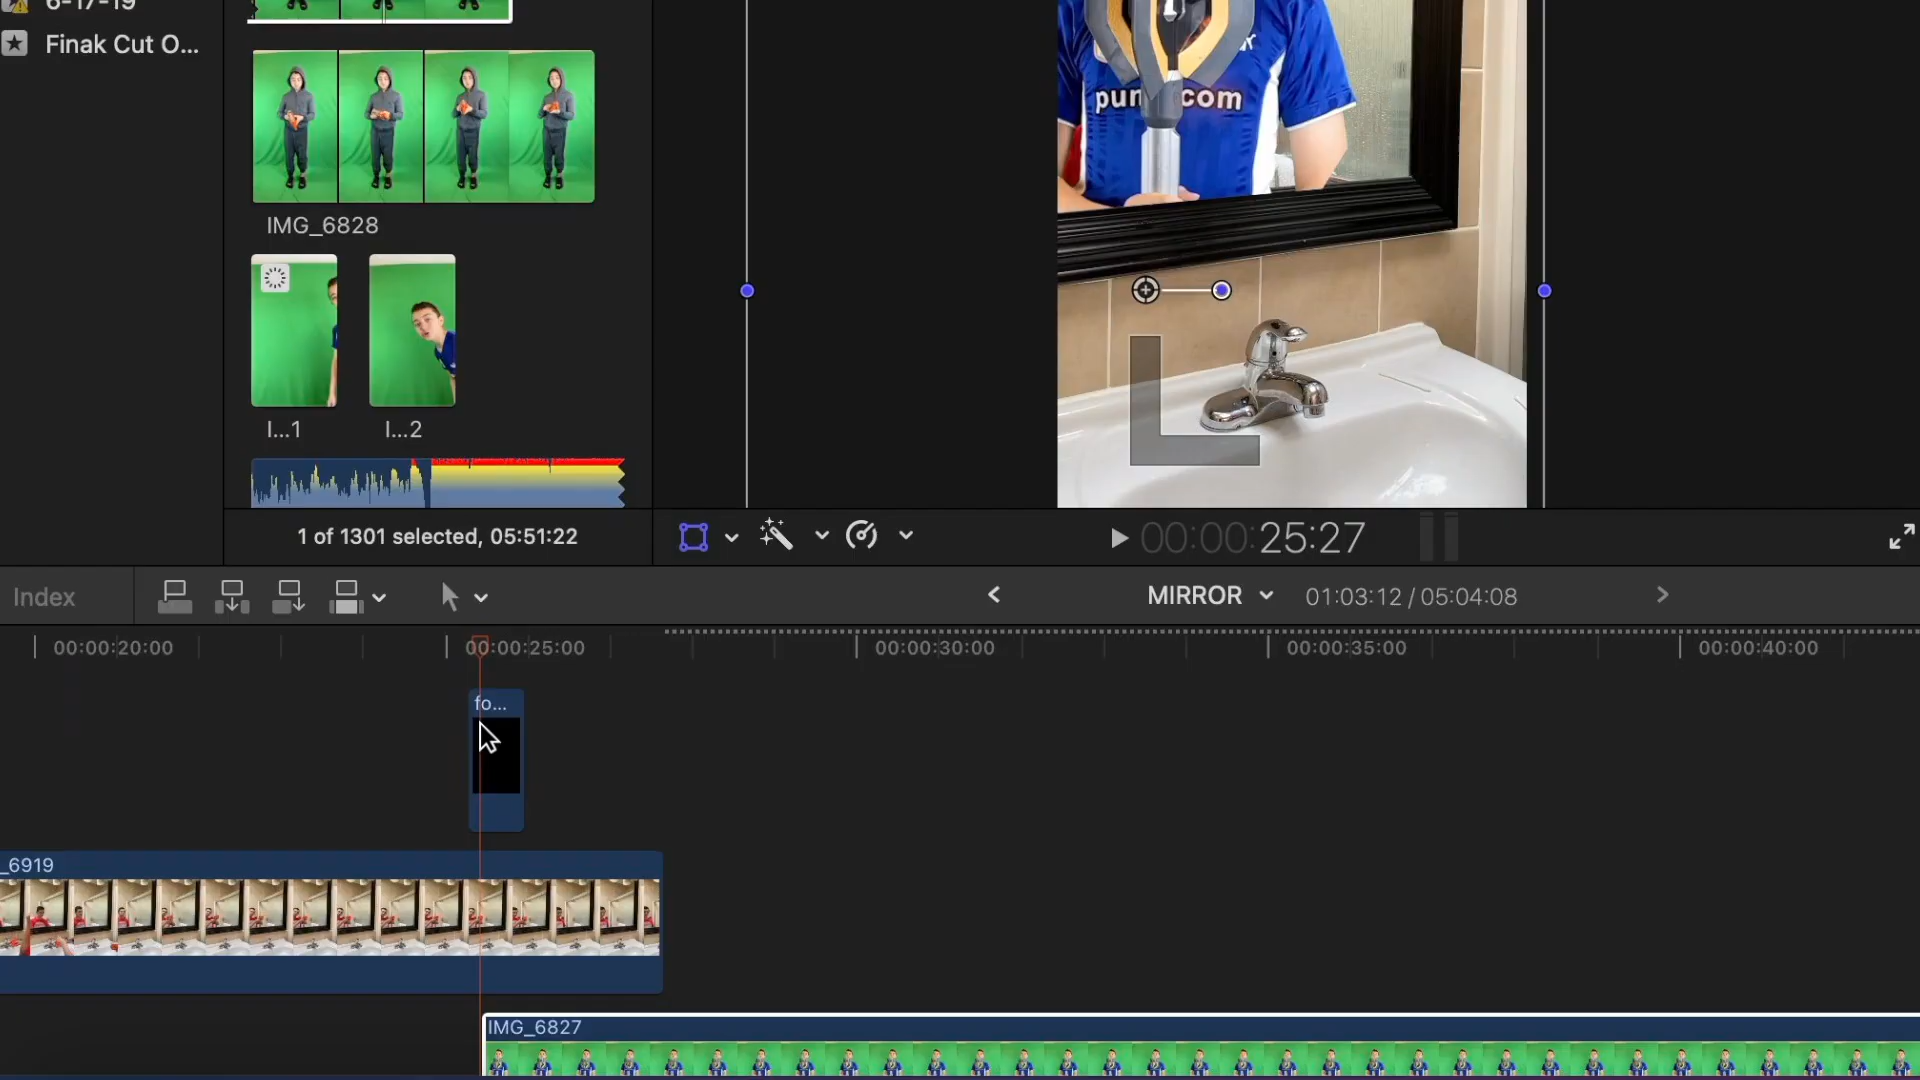 6-17-19
Finak Cut O...
IMG_6828
I...1
I...2
1 of 1301 selected, 05:51:22
00:00:25:27
Index
MIRROR
01:03:12 / 05:04:08
00:00:20:00
00:00:25:00
00:00:30:00
00:00:35:00
00:00:40:00
fo...
_6919
IMG_6827